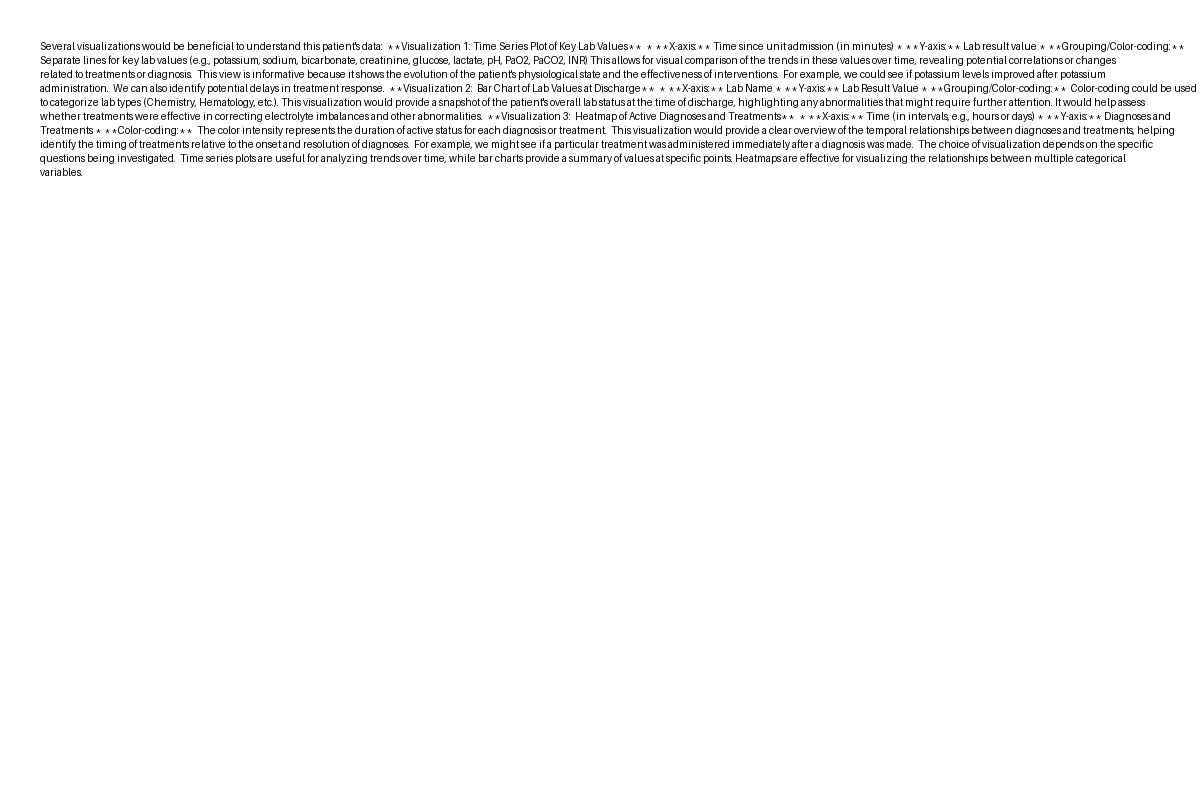 Several visualizations would be beneficial to understand this patient's data:  **Visualization 1: Time Series Plot of Key Lab Values**  * **X-axis:** Time since unit admission (in minutes) * **Y-axis:** Lab result value * **Grouping/Color-coding:**
Separate lines for key lab values (e.g., potassium, sodium, bicarbonate, creatinine, glucose, lactate, pH, PaO2, PaCO2, INR) This allows for visual comparison of the trends in these values over time, revealing potential correlations or changes
related to treatments or diagnosis.  This view is informative because it shows the evolution of the patient's physiological state and the effectiveness of interventions.  For example, we could see if potassium levels improved after potassium
administration.  We can also identify potential delays in treatment response.  **Visualization 2:  Bar Chart of Lab Values at Discharge**  * **X-axis:** Lab Name * **Y-axis:** Lab Result Value * **Grouping/Color-coding:**  Color-coding could be used
to categorize lab types (Chemistry, Hematology, etc.). This visualization would provide a snapshot of the patient's overall lab status at the time of discharge, highlighting any abnormalities that might require further attention. It would help assess
whether treatments were effective in correcting electrolyte imbalances and other abnormalities.  **Visualization 3:  Heatmap of Active Diagnoses and Treatments**  * **X-axis:** Time (in intervals, e.g., hours or days) * **Y-axis:** Diagnoses and
Treatments * **Color-coding:**  The color intensity represents the duration of active status for each diagnosis or treatment.  This visualization would provide a clear overview of the temporal relationships between diagnoses and treatments, helping
identify the timing of treatments relative to the onset and resolution of diagnoses.  For example, we might see if a particular treatment was administered immediately after a diagnosis was made.  The choice of visualization depends on the specific
questions being investigated.  Time series plots are useful for analyzing trends over time, while bar charts provide a summary of values at specific points. Heatmaps are effective for visualizing the relationships between multiple categorical
variables.